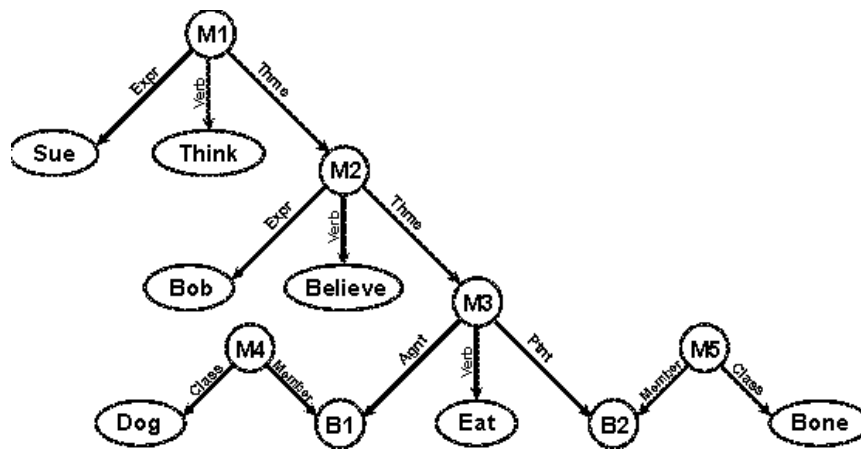 M1
Expr
Verb
Thme
Sue
Think
M2
Expr
Verb
Thme
Bob
Believe
M3
M4
Agnt
Verb
Ptnt
M5
Class
Member
Member
Class
Dog
B1
Eat
B2
Bone